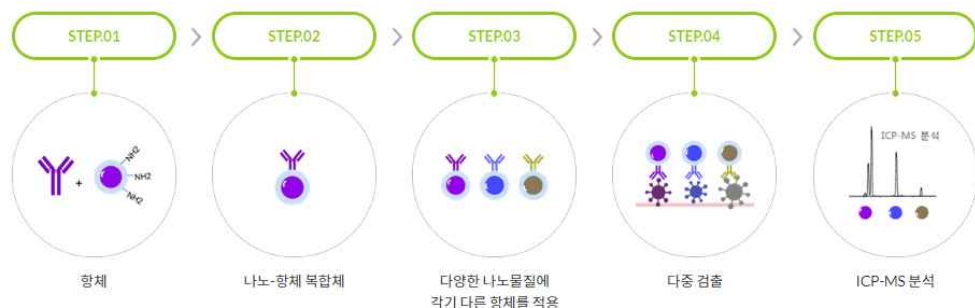 STEP.01
STEP.02
STEP.03
STEP.04
STEP.05
+
NH2
NH2
NH2
ICP-MS 분석
항체
나노-항체 복합체
다양한 나노물질에
각기 다른 항체를 적용
다중 검출
ICP-MS 분석